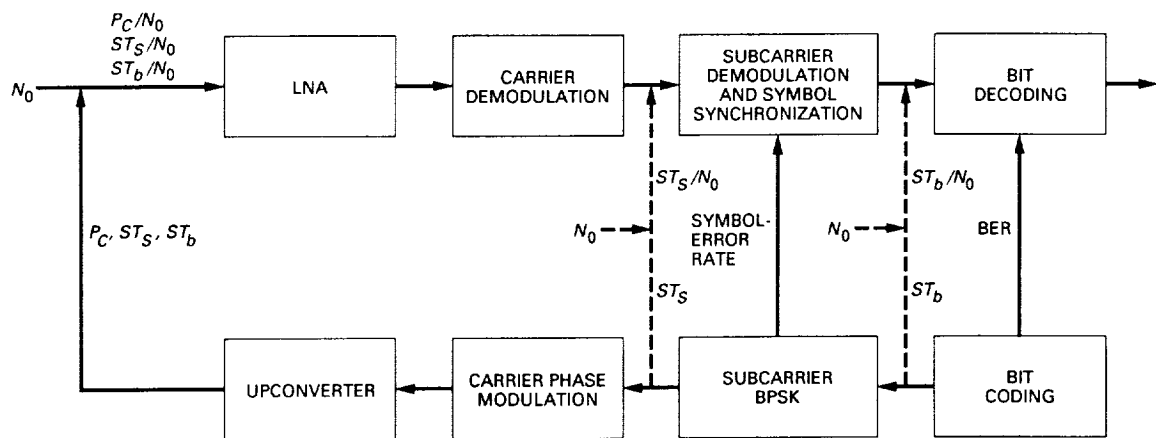 P_C/N_0
ST_S/N_0
ST_b/N_0
N_0
LNA
CARRIER
DEMODULATION
SUBCARRIER
DEMODULATION
AND SYMBOL
SYNCHRONIZATION
BIT
DECODING
P_C, ST_S, ST_b
ST_S/N_0
N_0
ST_S
SYMBOL-
ERROR
RATE
ST_b/N_0
N_0
ST_b
BER
UPCONVERTER
CARRIER PHASE
MODULATION
SUBCARRIER
BPSK
BIT
CODING